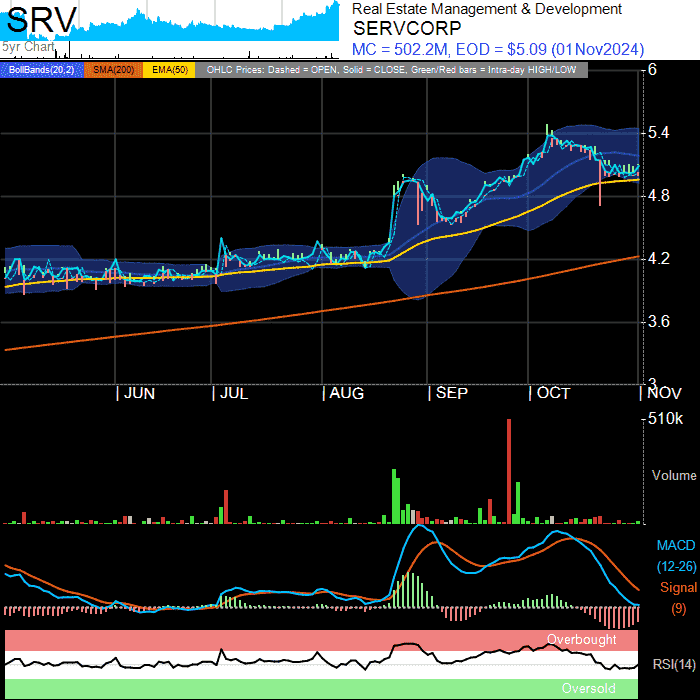 SRV
5yr Chart
Real Estate Management & Development
SERVCORP
MC = 502.2M, EOD = $5.09 (01Nov2024)
BollBands(20,2) SMA(200) EMA(50) OHLC Prices: Dashed = OPEN, Solid = CLOSE, Green/Red bars = Intra-day HIGH/LOW
6
5.4
4.8
4.2
3.6
3
JUN JUL AUG SEP OCT NOV
510k
Volume
MACD
(12-26)
Signal
(9)
Overbought
RSI(14)
Oversold